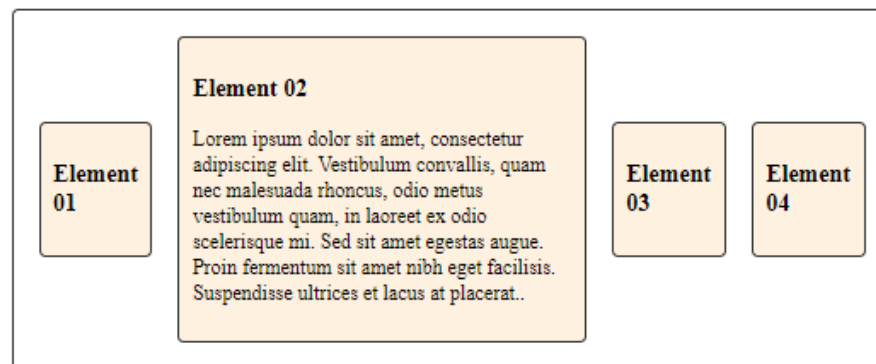 Element
01
Element 02
Lorem ipsum dolor sit amet, consectetur
adipiscing elit. Vestibulum convallis, quam
nec malesuada rhoncus, odio metus
vestibulum quam, in laoreet ex odio
scelerisque mi. Sed sit amet egestas augue.
Proin fermentum sit amet nibh eget facilisis.
Suspendisse ultrices et lacus at placerat..
Element
03
Element
04